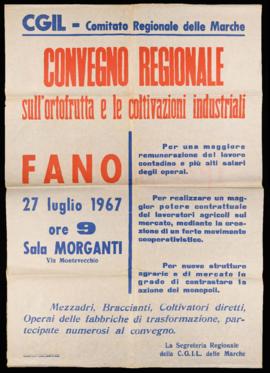 CGIL - Comitato Regionale delle Marche
CONVEGNO REGIONALE
sull'ortofrutta e le coltivazioni industriali
FANO
27 luglio 1967
ore 9
Sala MORGANTI
Via Montevecchio
Per una maggiore
remunerazione del lavoro
contadino e più alti salari
degli operai.
Per realizzare un mag-
gior potere contrattuale
dei lavoratori agricoli sul
mercato, mediante la crea-
zione di un forte movimento
cooperativistico.
Per nuove strutture
agrarie e di mercato in
grado di contrastare la
azione dei monopoli.
Mezzadri, Braccianti, Coltivatori diretti,
Operai delle fabbriche di trasformazione, par-
tecipate numerosi al convegno.
La Segreteria Regionale
della C.G.I.L. delle Marche